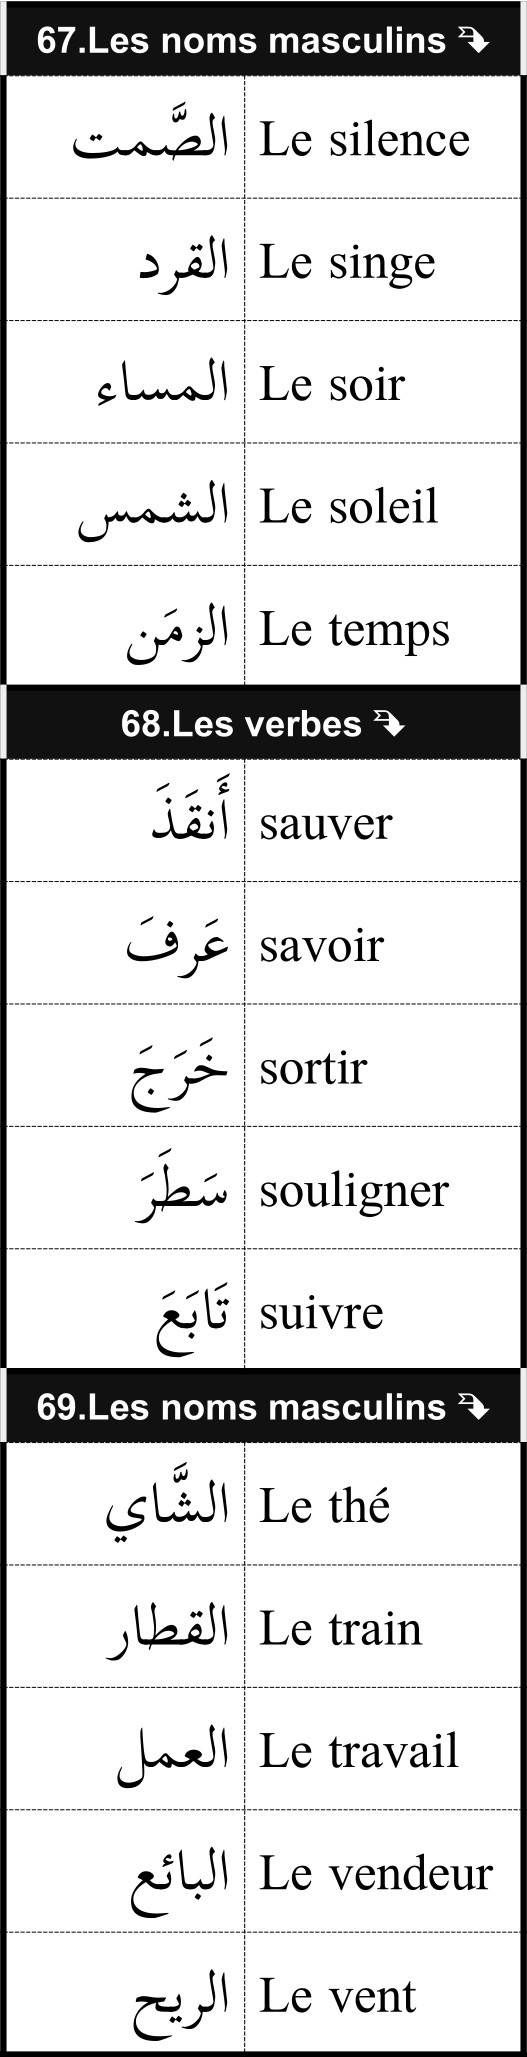 67.Les noms masculins
Le silence الصَّمت
Le singe القرد
Le soir المساء
Le soleil الشمس
Le temps الزمَن
68.Les verbes
sauver أَنقَذَ
savoir عَرفَ
sortir خَرَجَ
souligner سَطَرَ
suivre تَابَعَ
69.Les noms masculins
Le thé الشَّاي
Le train القطار
Le travail العمل
Le vendeur البائع
Le vent الريح